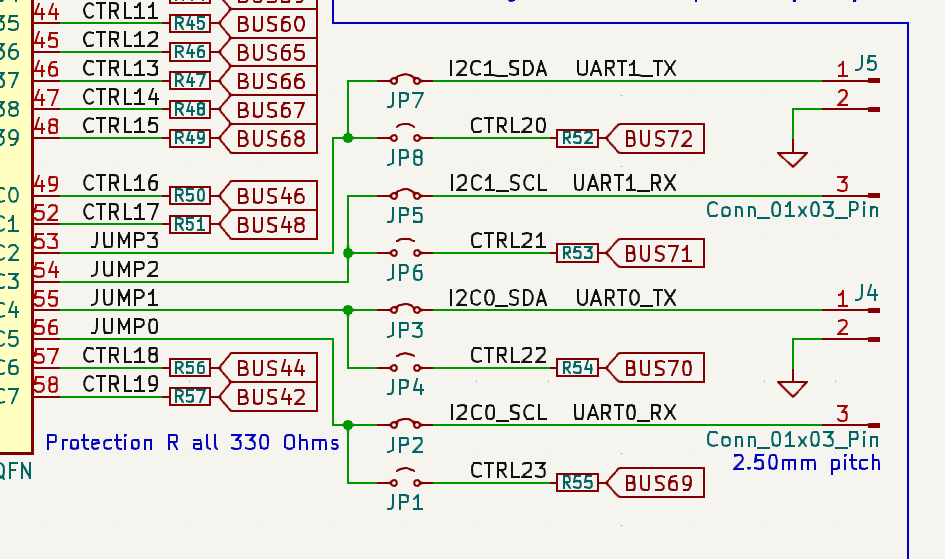 44 CTRL11 R45 BUS60
35
45 CTRL12 R46 BUS65
36
46 CTRL13 R47 BUS66
37
47 CTRL14 R48 BUS67
38
48 CTRL15 R49 BUS68
39
49 CTRL16 R50 BUS46
C0
52 CTRL17 R51 BUS48
C1
53 JUMP3
C2
54 JUMP2
C3
55 JUMP1
C4
56 JUMP0
C5
57 CTRL18 R56 BUS44
C6
58 CTRL19 R57 BUS42
C7
Protection R all 330 Ohms
QFN
I2C1_SDA UART1_TX 1 J5
JP7 2
CTRL20 R52 BUS72
JP8
I2C1_SCL UART1_RX 3
JP5 Conn_01x03_Pin
CTRL21 R53 BUS71
JP6
I2C0_SDA UART0_TX 1 J4
JP3 2
CTRL22 R54 BUS70
JP4
I2C0_SCL UART0_RX 3
JP2 Conn_01x03_Pin
2.50mm pitch
CTRL23 R55 BUS69
JP1